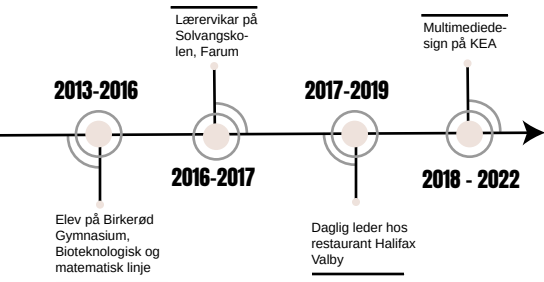 2013-2016
Elev på Birkerød
Gymnasium,
Bioteknologisk og
matematisk linje
Lærervikar på
Solvangsko-
len, Farum
2016-2017
2017-2019
Daglig leder hos
restaurant Halifax
Valby
Multimediede-
sign på KEA
2018 - 2022